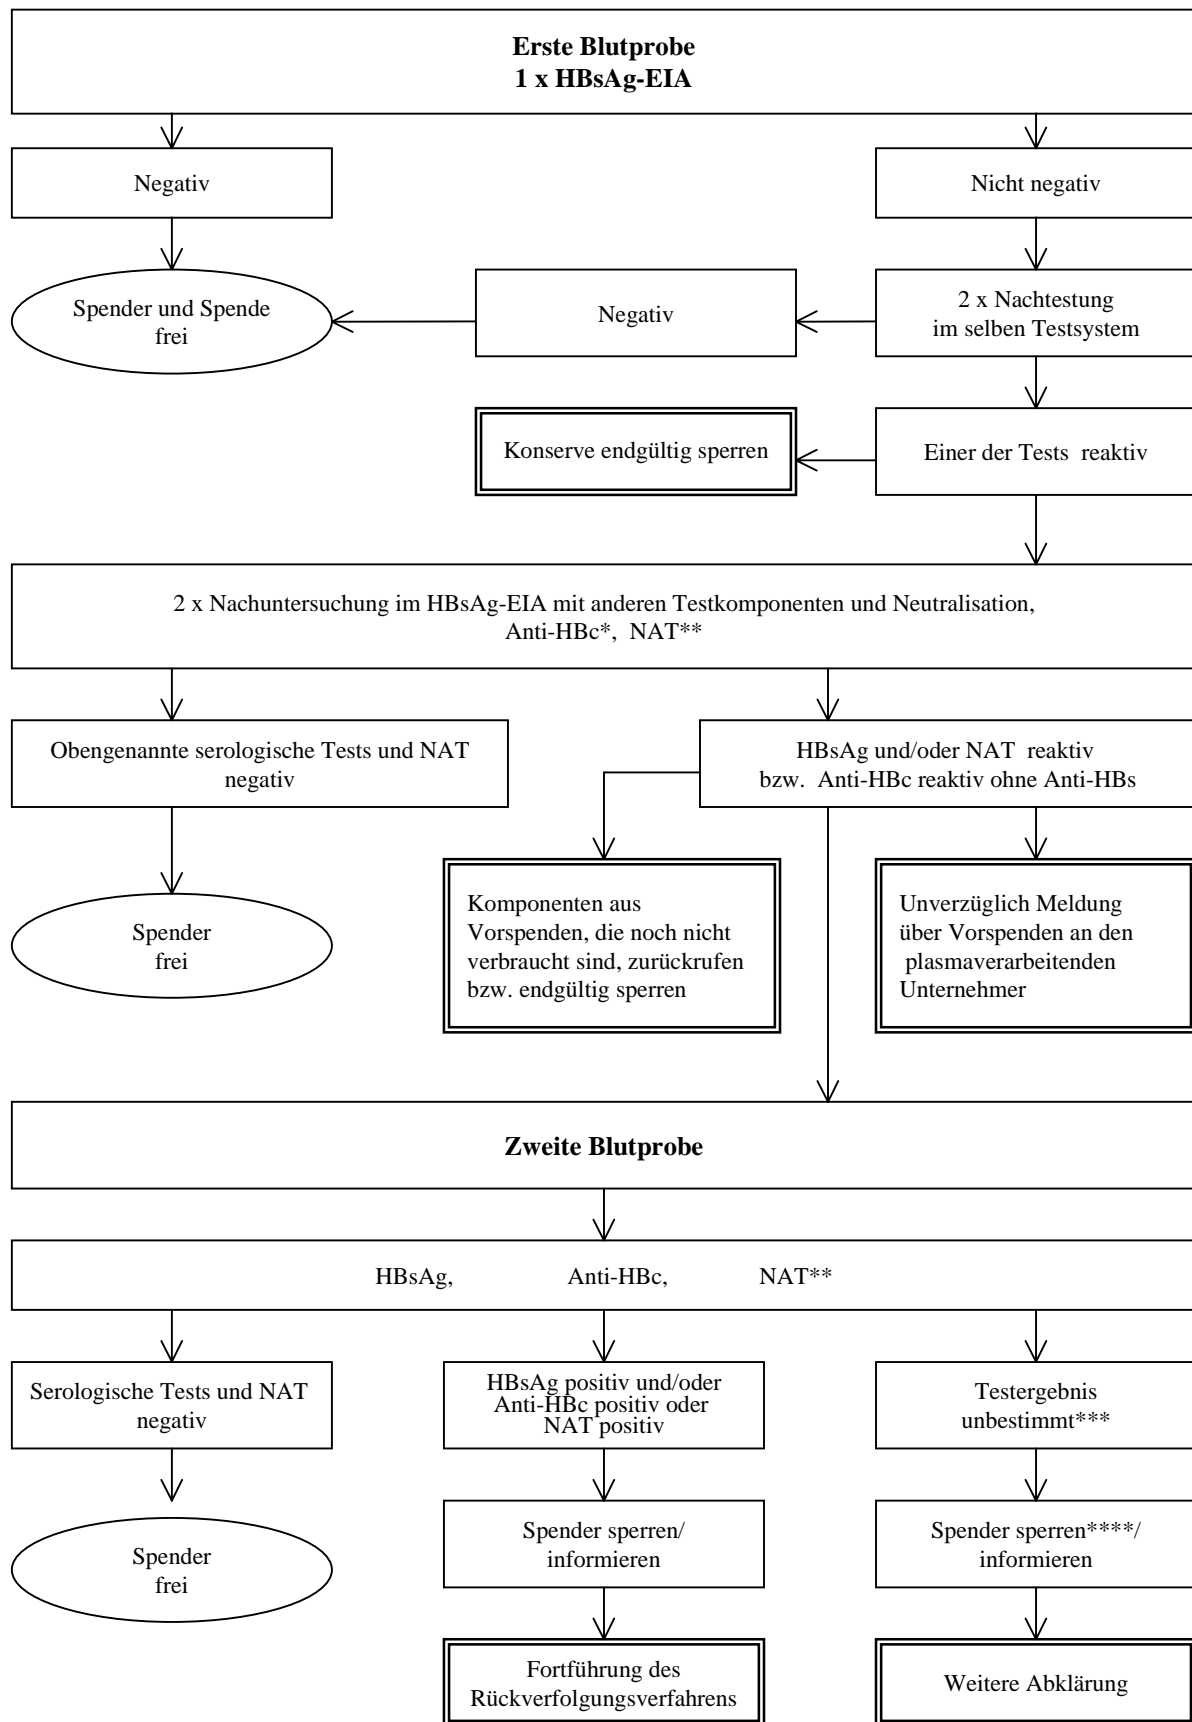 Erste Blutprobe
1 x HBsAg-EIA
Negativ
Nicht negativ
Spender und Spende
frei
Negativ
2 x Nachtestung
im selben Testsystem
Konserve endgültig sperren
Einer der Tests reaktiv
2 x Nachuntersuchung im HBsAg-EIA mit anderen Testkomponenten und Neutralisation,
Anti-HBc*, NAT**
Obengenannte serologische Tests und NAT
negativ
HBsAg und/oder NAT reaktiv
bzw. Anti-HBc reaktiv ohne Anti-HBs
Spender
frei
Komponenten aus
Vorspenden, die noch nicht
verbraucht sind, zurückrufen
bzw. endgültig sperren
Unverzüglich Meldung
über Vorspenden an den
plasmaverarbeitenden
Unternehmer
Zweite Blutprobe
HBsAg, Anti-HBc, NAT**
Serologische Tests und NAT
negativ
HBsAg positiv und/oder
Anti-HBc positiv oder
NAT positiv
Testergebnis
unbestimmt***
Spender
frei
Spender sperren/
informieren
Spender sperren****/
informieren
Fortführung des
Rückverfolgungsverfahrens
Weitere Abklärung